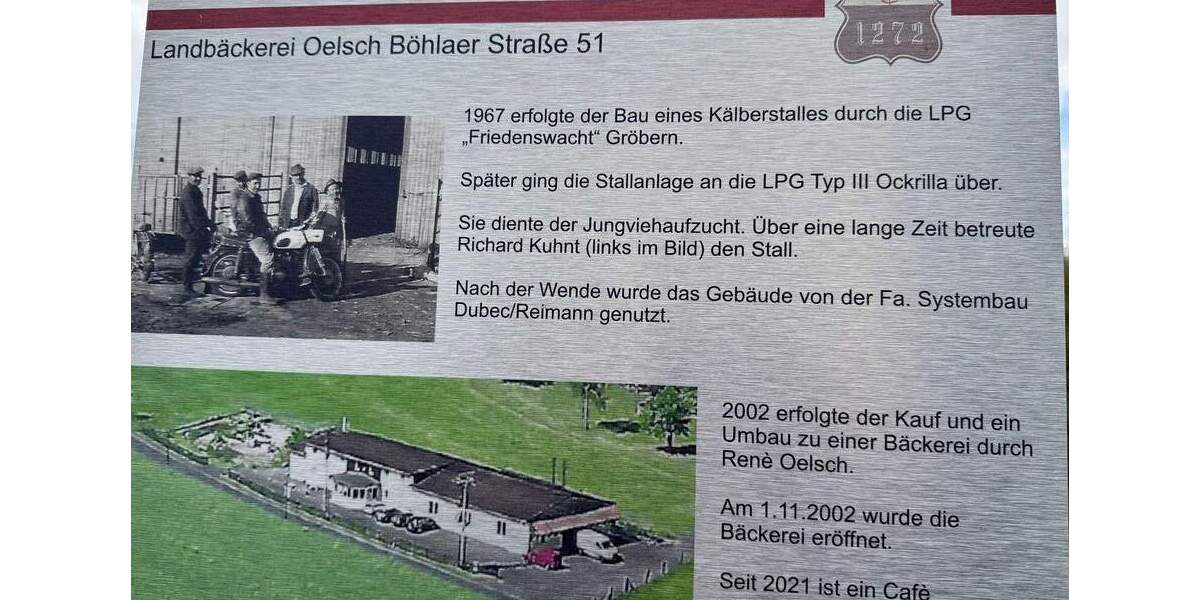 1272
Landbäckerei Oelsch Böhlaer Straße 51
1967 erfolgte der Bau eines Kälberstalles durch die LPG
„Friedenswacht“ Gröbern.
Später ging die Stallanlage an die LPG Typ III Ockrilla über.
Sie diente der Jungviehaufzucht. Über eine lange Zeit betreute
Richard Kuhnt (links im Bild) den Stall.
Nach der Wende wurde das Gebäude von der Fa. Systembau
Dubec/Reimann genutzt.
2002 erfolgte der Kauf und ein
Umbau zu einer Bäckerei durch
Renè Oelsch.
Am 1.11.2002 wurde die
Bäckerei eröffnet.
Seit 2021 ist ein Cafè